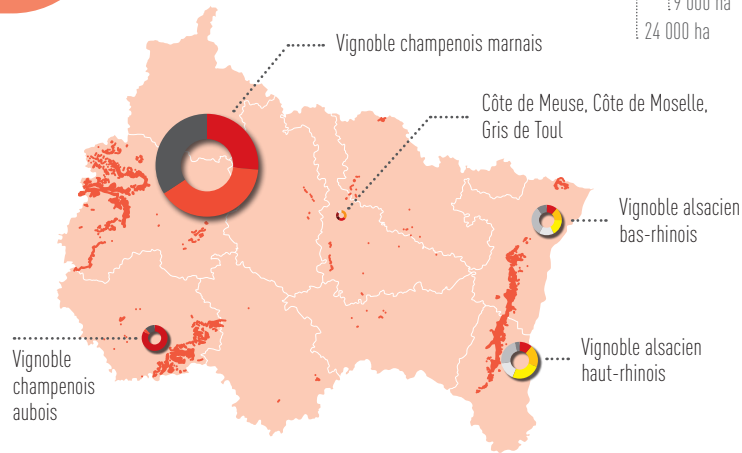 9 000 ha
24 000 ha
Vignoble champenois marnais
Côte de Meuse, Côte de Moselle,
Gris de Toul
Vignoble alsacien
bas-rhinois
Vignoble alsacien
haut-rhinois
Vignoble
champenois
aubois